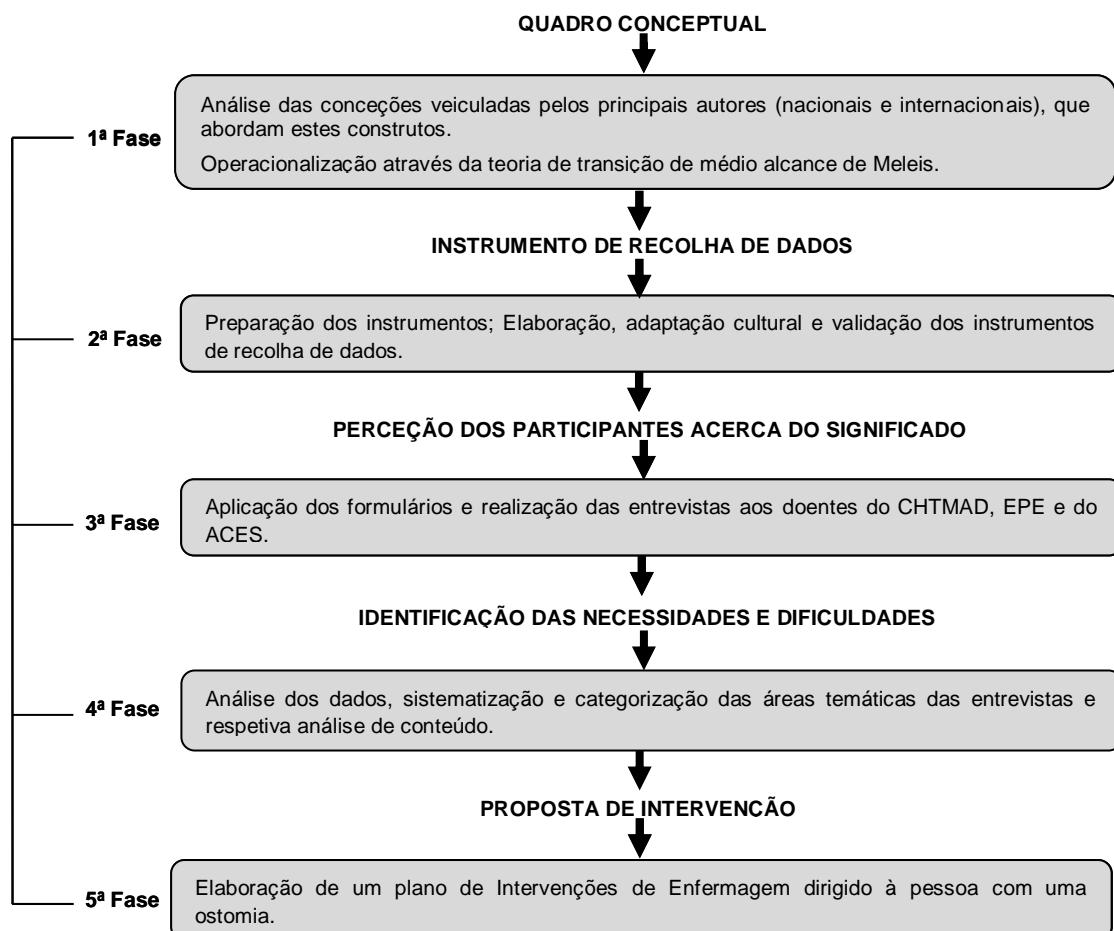 QUADRO CONCEPTUAL
Análise das conceções veiculadas pelos principais autores (nacionais e internacionais), que
abordam estes construtos.
1ª Fase
Operacionalização através da teoria de transição de médio alcance de Meleis.
INSTRUMENTO DE RECOLHA DE DADOS
Preparação dos instrumentos; Elaboração, adaptação cultural e validação dos instrumentos
2ª Fase
de recolha de dados.
PERCEÇÃO DOS PARTICIPANTES ACERCA DO SIGNIFICADO
Aplicação dos formulários e realização das entrevistas aos doentes do CHTMAD, EPE e do
3ª Fase
ACES.
IDENTIFICAÇÃO DAS NECESSIDADES E DIFICULDADES
Análise dos dados, sistematização e categorização das áreas temáticas das entrevistas e
4ª Fase
respetiva análise de conteúdo.
PROPOSTA DE INTERVENÇÃO
Elaboração de um plano de Intervenções de Enfermagem dirigido à pessoa com uma
5ª Fase
ostomia.